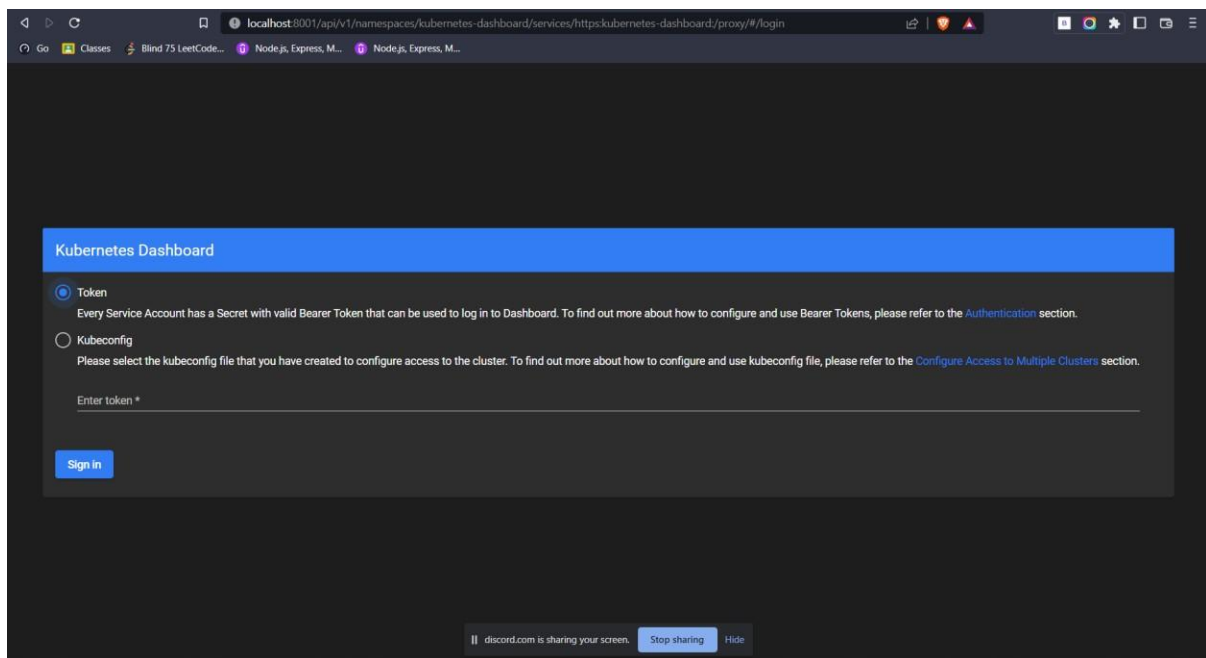 localhost:8001/api/v1/namespaces/kubernetes-dashboard/services/https:kubernetes-dashboard:/proxy/#/login
Go Classes Blind 75 LeetCode... Node.js, Express, M... Node.js, Express, M...
Kubernetes Dashboard
Token
Every Service Account has a Secret with valid Bearer Token that can be used to log in to Dashboard. To find out more about how to configure and use Bearer Tokens, please refer to the Authentication section.
Kubeconfig
Please select the kubeconfig file that you have created to configure access to the cluster. To find out more about how to configure and use kubeconfig file, please refer to the Configure Access to Multiple Clusters section.
Enter token *
Sign in
discord.com is sharing your screen. Stop sharing Hide